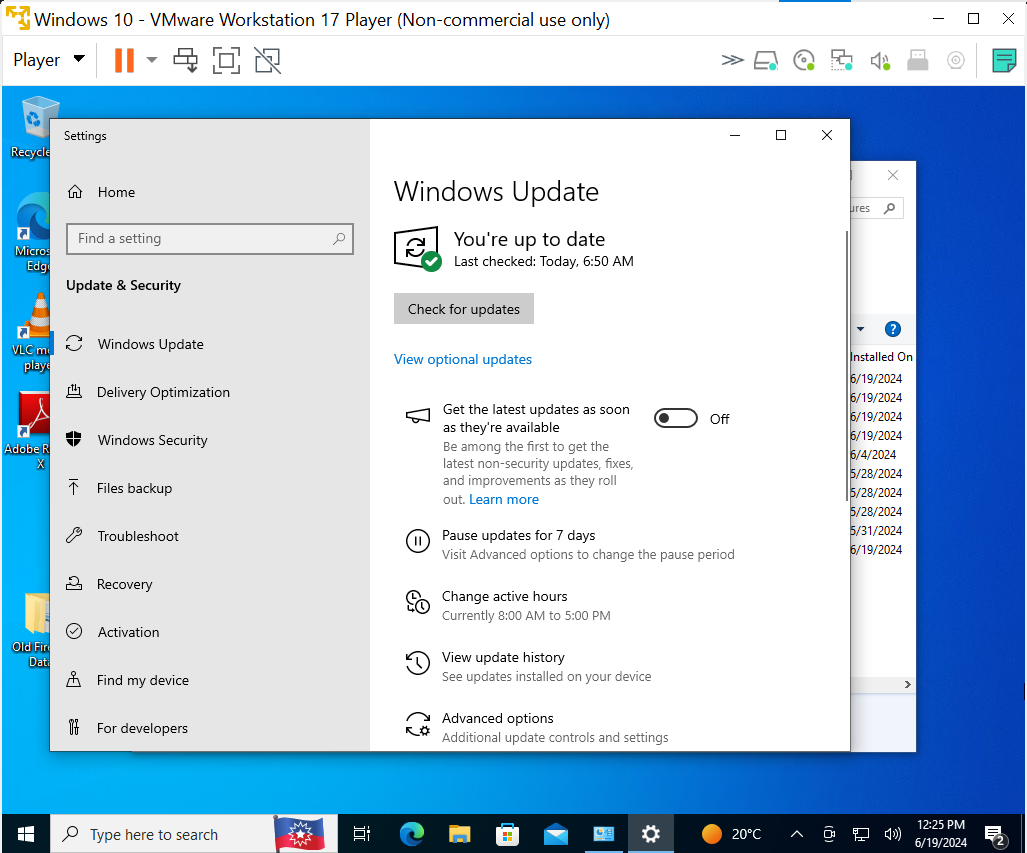 Windows 10 - VMware Workstation 17 Player (Non-commercial use only)
Player
Recycle
Micros
Edge
VLC me
playe
Adobe R
X
Old Fire
Data
Settings
Home
Find a setting
Update & Security
Windows Update
Delivery Optimization
Windows Security
Files backup
Troubleshoot
Recovery
Activation
Find my device
For developers
Windows Update
You're up to date
Last checked: Today, 6:50 AM
Check for updates
View optional updates
Get the latest updates as soon
as they're available
Off
Be among the first to get the
latest non-security updates, fixes,
and improvements as they roll
out. Learn more
Pause updates for 7 days
Visit Advanced options to change the pause period
Change active hours
Currently 8:00 AM to 5:00 PM
View update history
See updates installed on your device
Advanced options
Additional update controls and settings
ures
Installed On
6/19/2024
6/19/2024
6/19/2024
6/19/2024
6/4/2024
5/28/2024
5/28/2024
5/28/2024
5/31/2024
6/19/2024
Type here to search
20°C
12:25 PM
6/19/2024
2